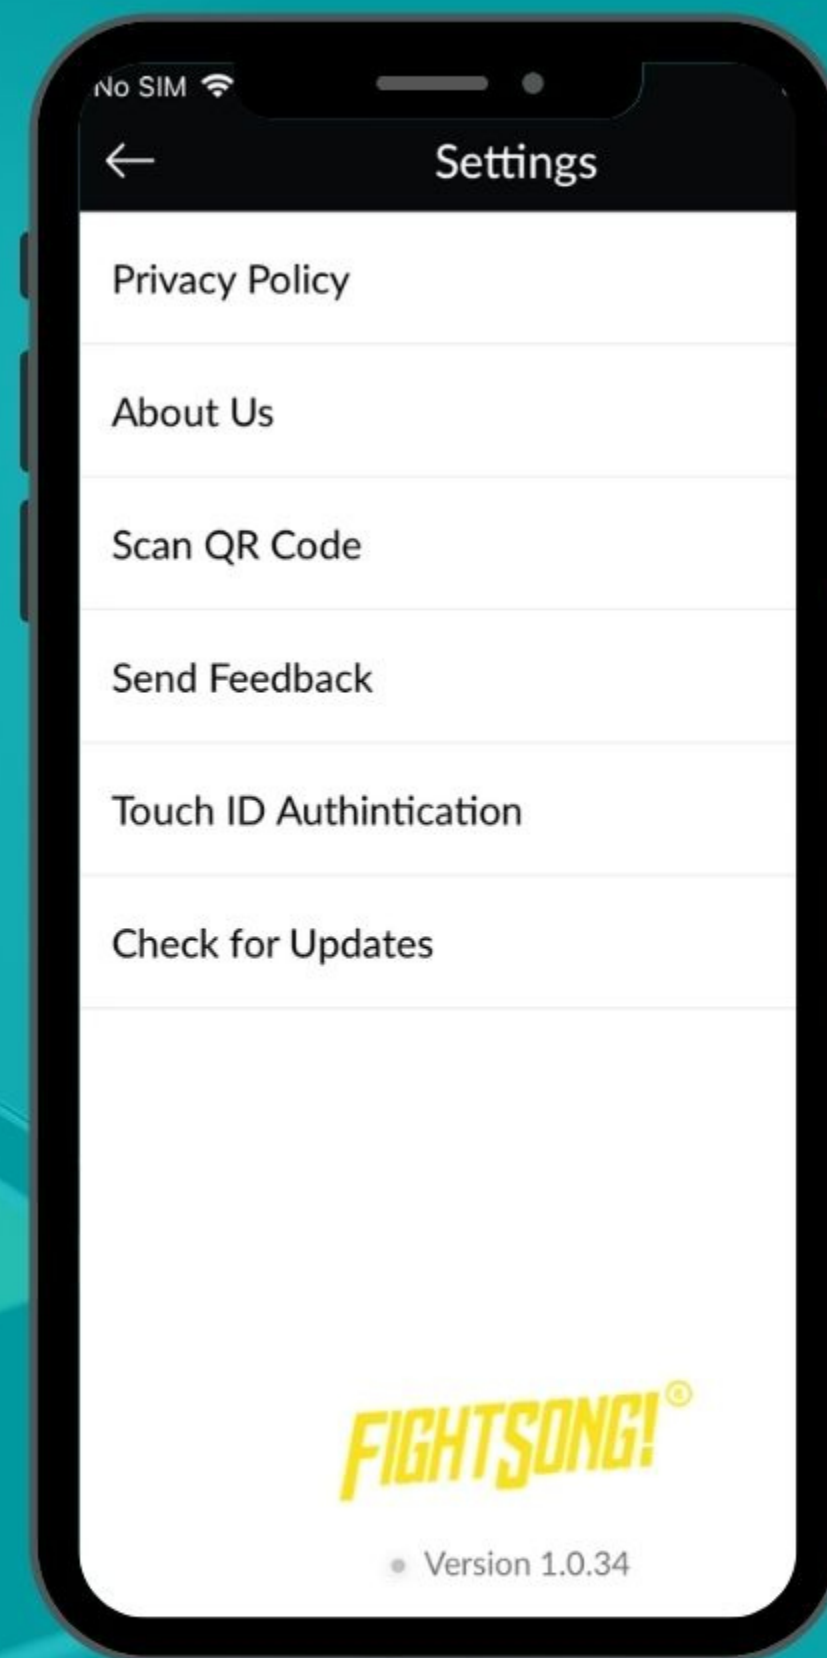 No SIM
Settings
Privacy Policy
About Us
Scan QR Code
Send Feedback
Touch ID Authintication
Check for Updates
FIGHTSONG!®
Version 1.0.34